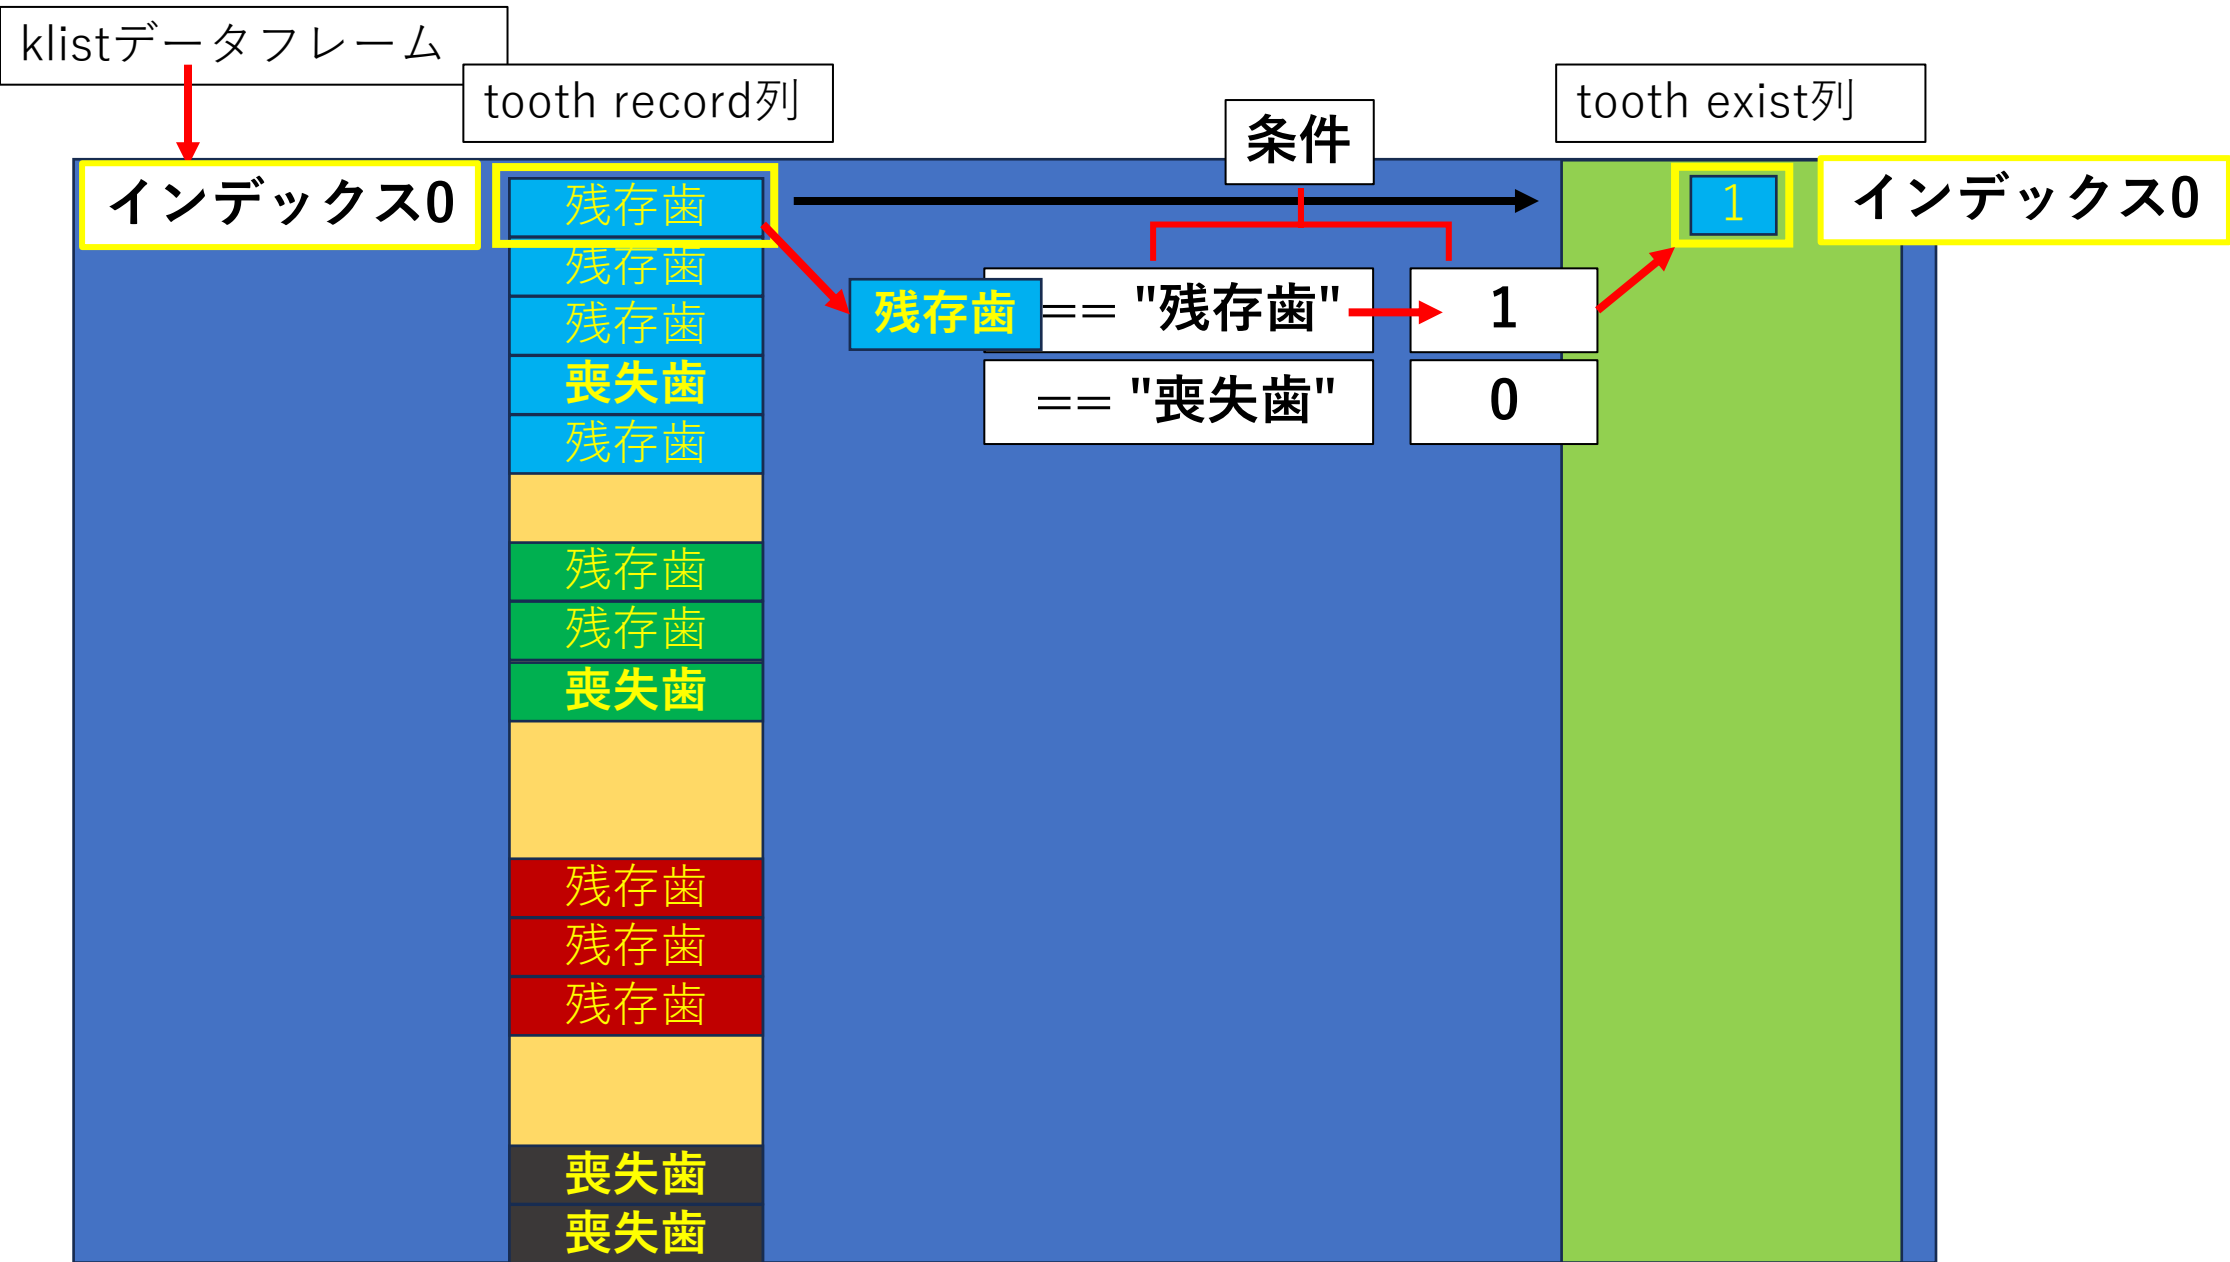 klistデータフレーム
tooth record列
tooth exist列
条件
インデックス0
残存歯
1
インデックス0
残存歯
残存歯 == "残存歯"
1
残存歯
喪失歯
== "喪失歯"
0
残存歯
残存歯
残存歯
喪失歯
残存歯
残存歯
残存歯
喪失歯
喪失歯